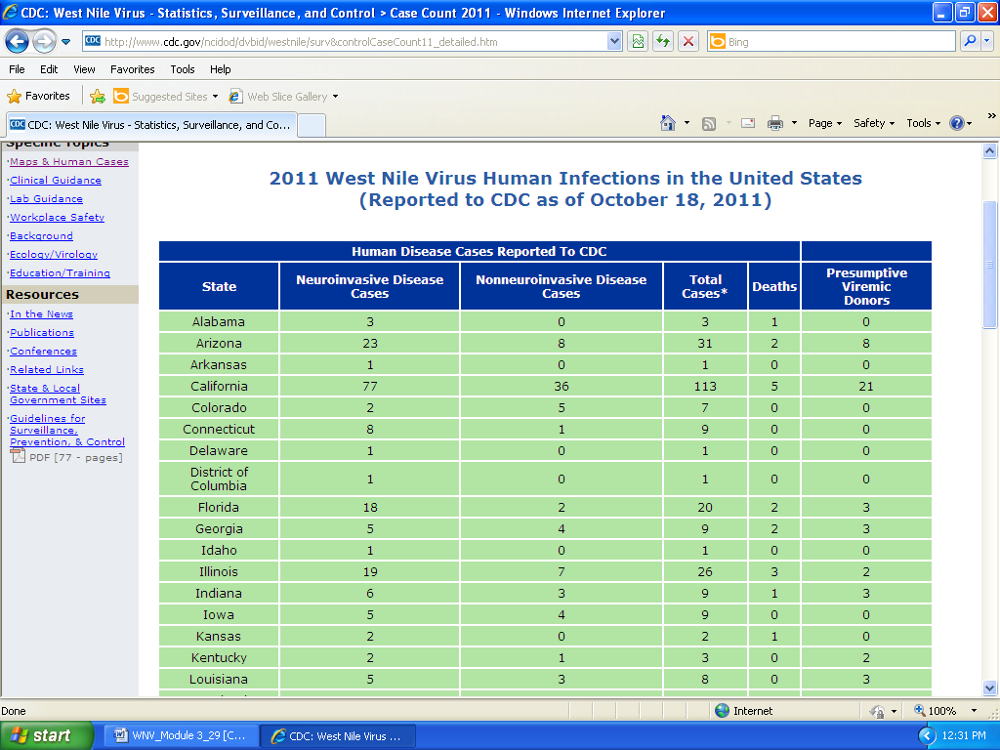 CDC: West Nile Virus - Statistics, Surveillance, and Control > Case Count 2011 - Windows Internet Explorer
CDC http://www.cdc.gov/ncidod/dvbid/westnile/surv&controlCaseCount11_detailed.htm Bing
File Edit View Favorites Tools Help
Favorites Suggested Sites Web Slice Gallery
CDC CDC: West Nile Virus - Statistics, Surveillance, and Co... Page Safety Tools »
Specific Topics
·Maps & Human Cases
·Clinical Guidance
·Lab Guidance
·Workplace Safety
·Background
·Ecology/Virology
·Education/Training
Resources
·In the News
·Publications
·Conferences
·Related Links
·State & Local
Government Sites
·Guidelines for
Surveillance,
Prevention, & Control
PDF [77 - pages]
2011 West Nile Virus Human Infections in the United States
(Reported to CDC as of October 18, 2011)
Human Disease Cases Reported To CDC
State Neuroinvasive Disease Cases Nonneuroinvasive Disease Cases Total Cases* Deaths Presumptive Viremic Donors
Alabama 3 0 3 1 0
Arizona 23 8 31 2 8
Arkansas 1 0 1 0 0
California 77 36 113 5 21
Colorado 2 5 7 0 0
Connecticut 8 1 9 0 0
Delaware 1 0 1 0 0
District of Columbia 1 0 1 0 0
Florida 18 2 20 2 3
Georgia 5 4 9 2 3
Idaho 1 0 1 0 0
Illinois 19 7 26 3 2
Indiana 6 3 9 1 3
Iowa 5 4 9 0 0
Kansas 2 0 2 1 0
Kentucky 2 1 3 0 2
Louisiana 5 3 8 0 3
Done Internet 100%
start WNV_Module 3_29 [C... CDC: West Nile Virus ... 12:31 PM